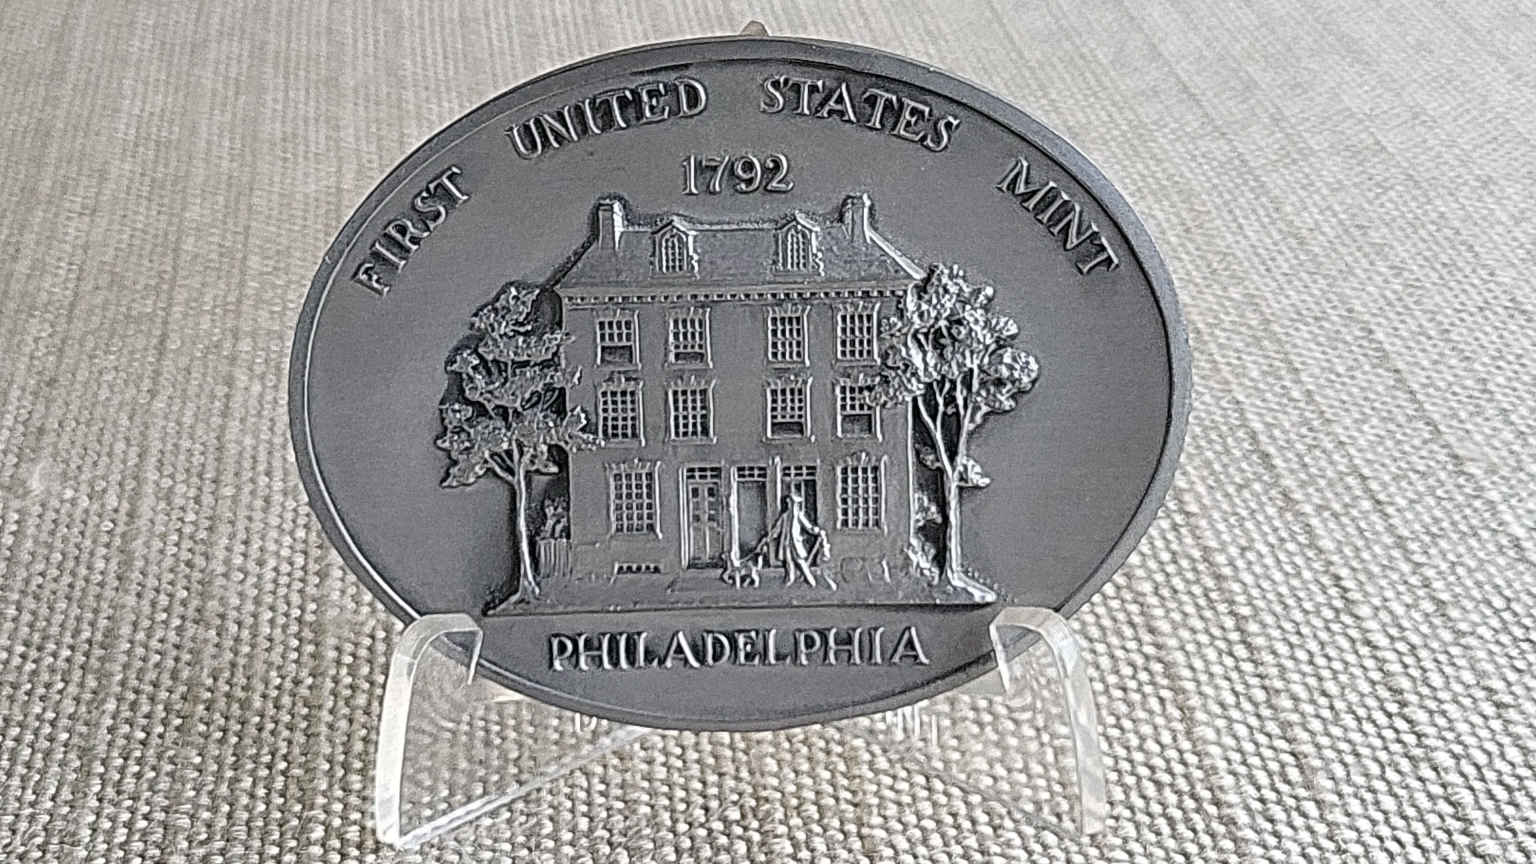 FIRST UNITED STATES MINT
1792
PHILADELPHIA